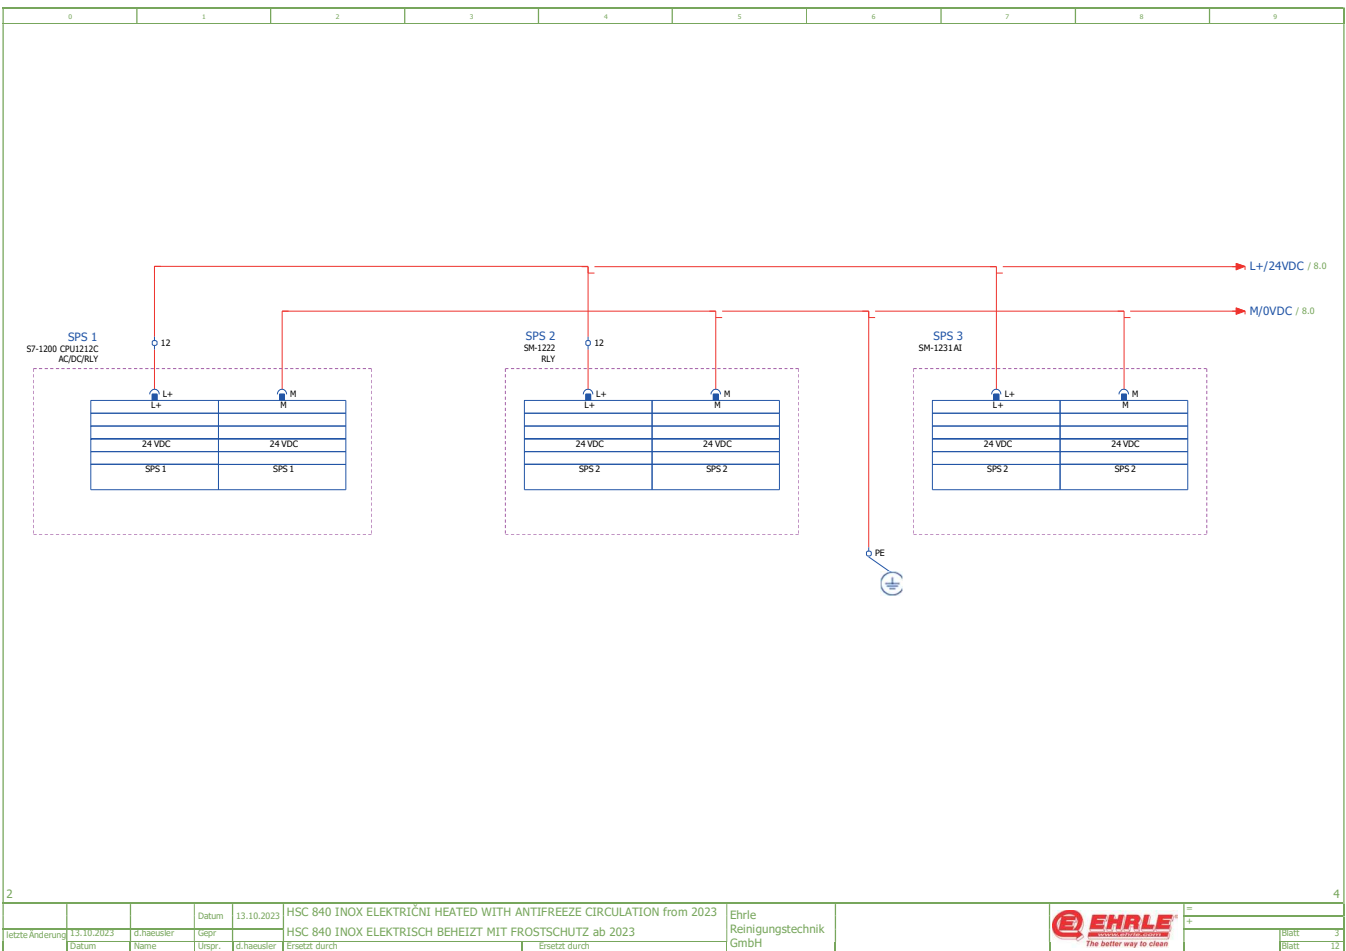 0 1 2 3 4 5 6 7 8 9
L+/24VDC / 8.0
M/0VDC / 8.0
SPS 1
S7-1200 CPU1212C
AC/DC/RLY
12
SPS 2
SM-1222
RLY
12
SPS 3
SM-1231AI
L+ M L+ M L+ M
L+ M L+ M L+ M
24 VDC 24 VDC 24 VDC 24 VDC 24 VDC 24 VDC
SPS 1 SPS 1 SPS 2 SPS 2 SPS 2 SPS 2
PE
2 4
Datum 13.10.2023 HSC 840 INOX ELEKTRIČNI HEATED WITH ANTIFREEZE CIRCULATION from 2023
letzte Änderung 13.10.2023 d.haeusler Gepr HSC 840 INOX ELEKTRISCH BEHEIZT MIT FROSTSCHUTZ ab 2023
Datum Name Urspr. d.haeusler Ersetzt durch Ersetzt durch
Ehrle
Reinigungstechnik
GmbH
EHRLE®
www.ehrle.com
The better way to clean
=
+
Blatt 3
Blatt 12